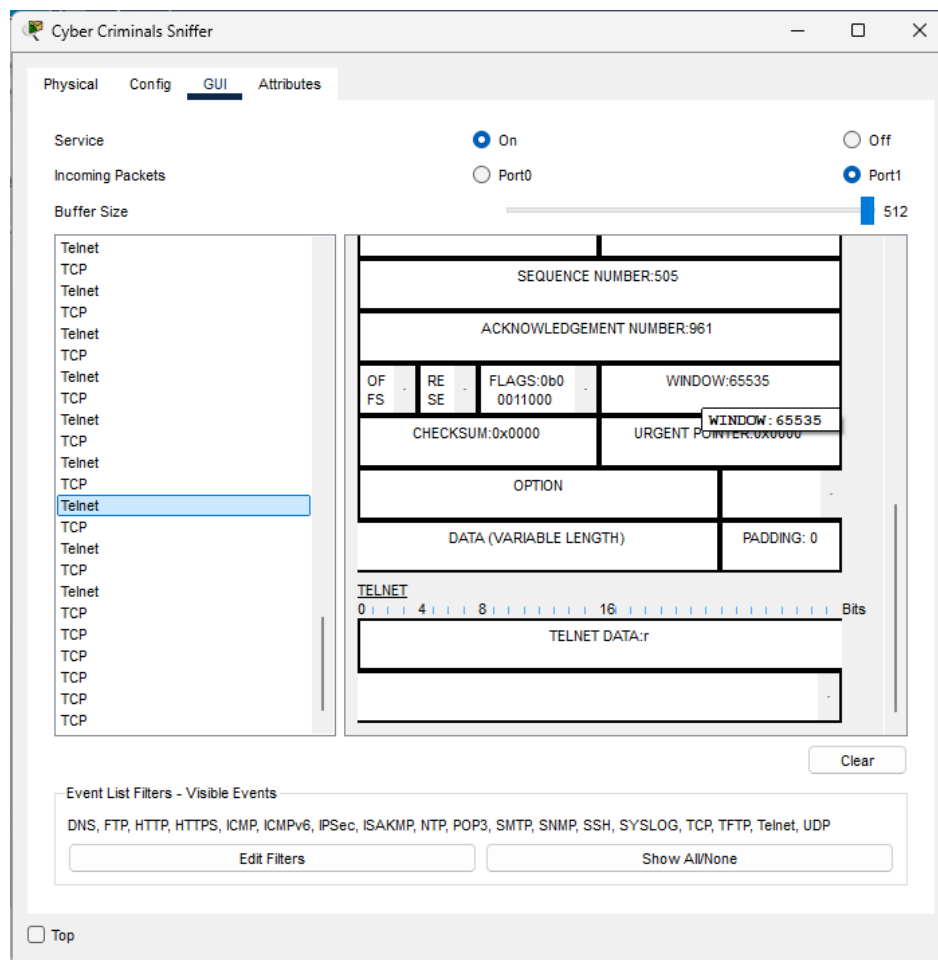 Cyber Criminals Sniffer
Physical Config GUI Attributes
Service On Off
Incoming Packets Port0 Port1
Buffer Size 512
Telnet
TCP
Telnet
TCP
Telnet
TCP
Telnet
TCP
Telnet
TCP
Telnet
TCP
Telnet
TCP
Telnet
TCP
Telnet
TCP
TCP
TCP
TCP
TCP
TCP
SEQUENCE NUMBER:505
ACKNOWLEDGEMENT NUMBER:961
OF
FS
RE
SE
FLAGS:0b0
0011000
WINDOW:65535
WINDOW:65535
CHECKSUM:0x0000
URGENT POINTER:0x0000
OPTION
DATA (VARIABLE LENGTH)
PADDING: 0
TELNET
0 4 8 16 Bits
TELNET DATA:r
Clear
Event List Filters - Visible Events
DNS, FTP, HTTP, HTTPS, ICMP, ICMPv6, IPSec, ISAKMP, NTP, POP3, SMTP, SNMP, SSH, SYSLOG, TCP, TFTP, Telnet, UDP
Edit Filters Show All/None
Top